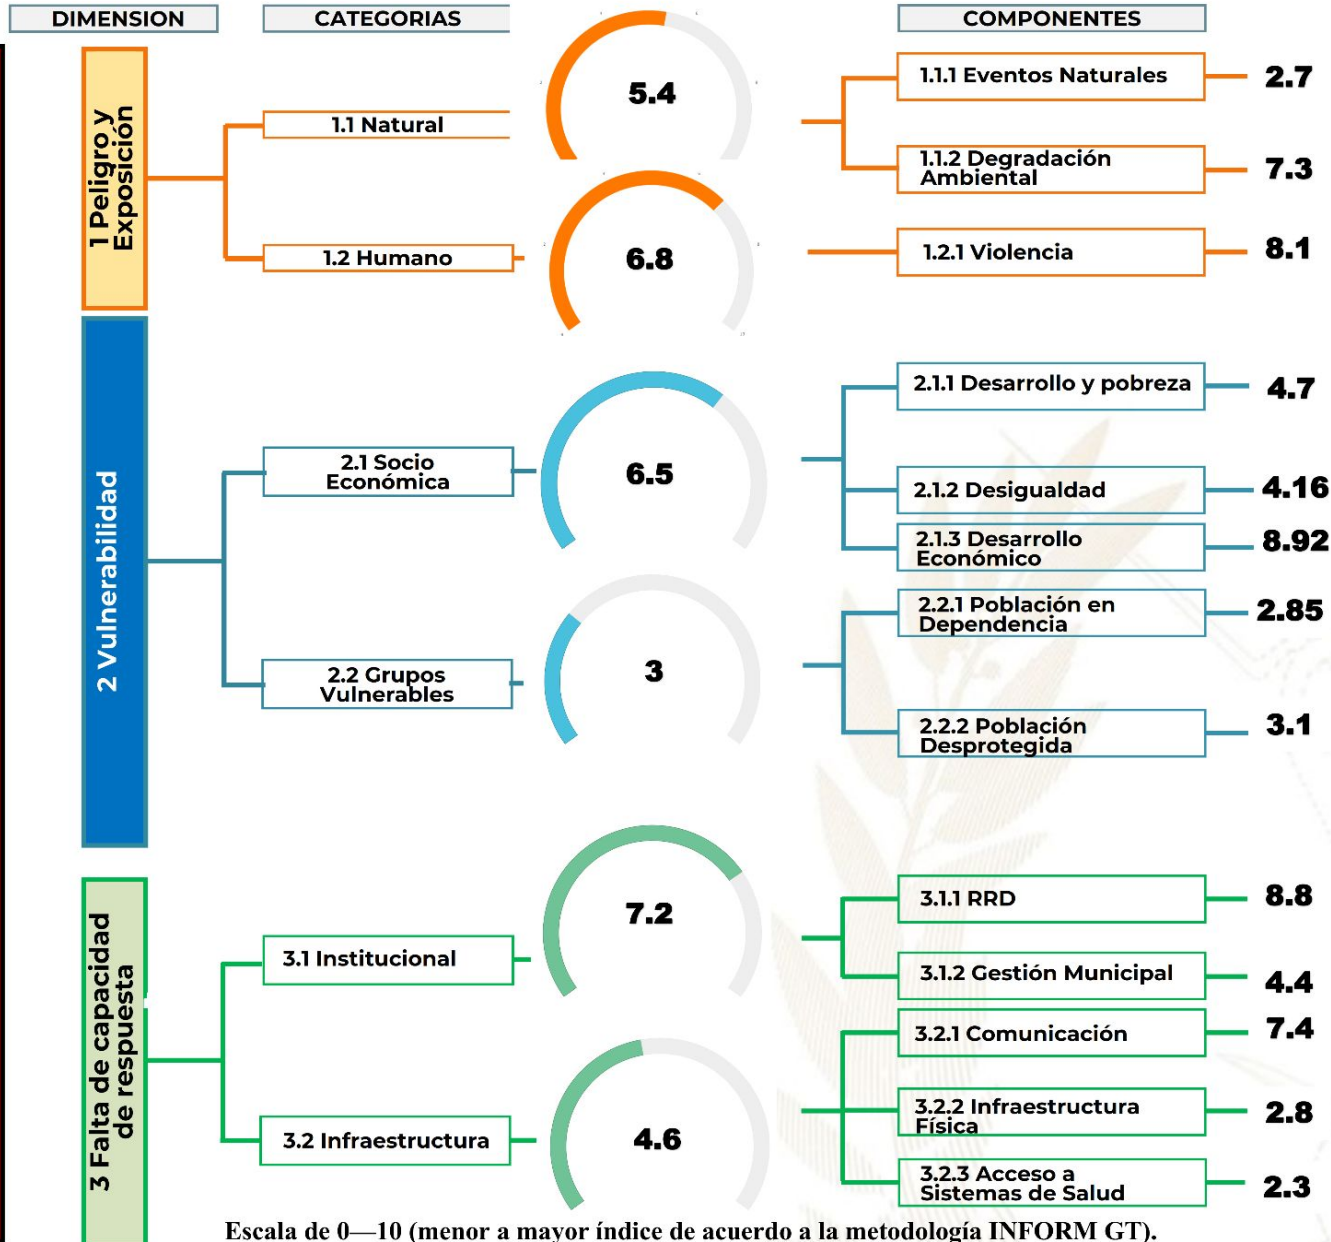 DIMENSION
CATEGORIAS
COMPONENTES
1 Peligro y
Exposición
1.1 Natural
5.4
1.1.1 Eventos Naturales
2.7
1.1.2 Degradación
Ambiental
7.3
1.2 Humano
6.8
1.2.1 Violencia
8.1
2 Vulnerabilidad
2.1 Socio
Económica
6.5
2.1.1 Desarrollo y pobreza
4.7
2.1.2 Desigualdad
4.16
2.1.3 Desarrollo
Económico
8.92
2.2 Grupos
Vulnerables
3
2.2.1 Población en
Dependencia
2.85
2.2.2 Población
Desprotegida
3.1
3 Falta de capacidad
de respuesta
3.1 Institucional
7.2
3.1.1 RRD
8.8
3.1.2 Gestión Municipal
4.4
3.2 Infraestructura
4.6
3.2.1 Comunicación
7.4
3.2.2 Infraestructura
Física
2.8
3.2.3 Acceso a
Sistemas de Salud
2.3
Escala de 0—10 (menor a mayor índice de acuerdo a la metodología INFORM GT).